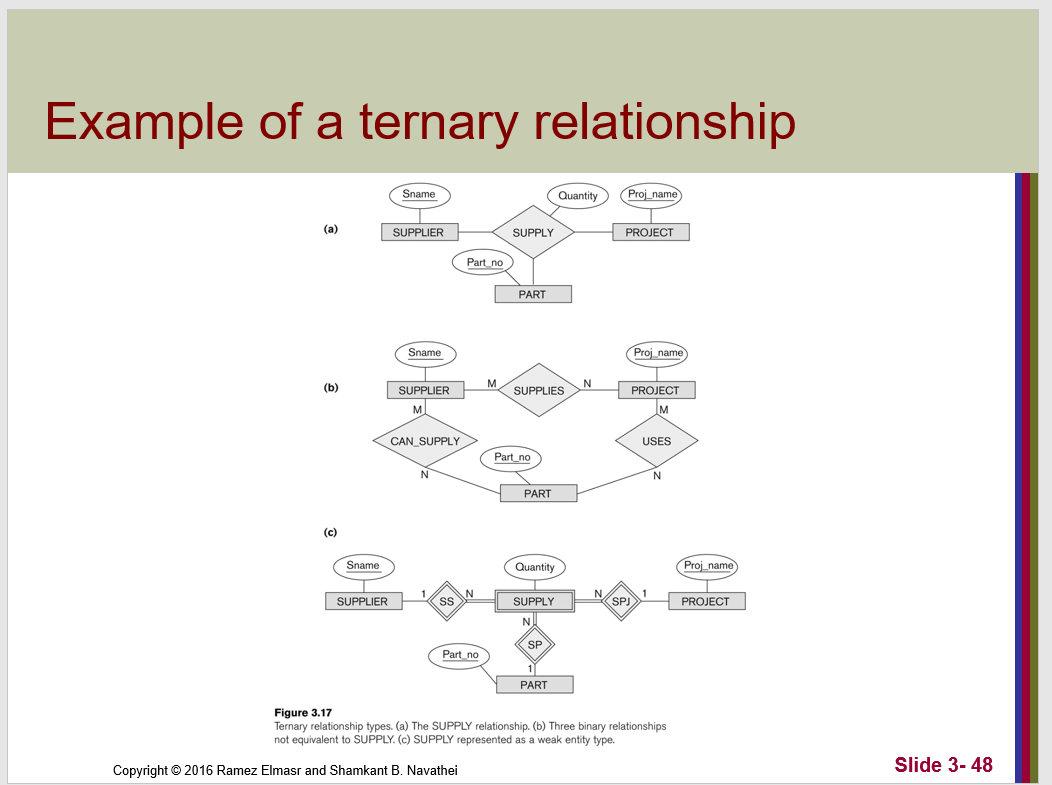 Example of a ternary relationship
Sname
Quantity
Proj_name
(a)
SUPPLIER
SUPPLY
PROJECT
Part_no
PART
Sname
Proj_name
(b)
SUPPLIER
M
SUPPLIES
N
PROJECT
M
M
CAN_SUPPLY
USES
Part_no
N
N
PART
(c)
Sname
Quantity
Proj_name
SUPPLIER
1
SS
N
SUPPLY
N
SPJ
1
PROJECT
N
SP
Part_no
1
PART
Figure 3.17
Ternary relationship types. (a) The SUPPLY relationship. (b) Three binary relationships
not equivalent to SUPPLY. (c) SUPPLY represented as a weak entity type.
Copyright © 2016 Ramez Elmasr and Shamkant B. Navathei
Slide 3- 48